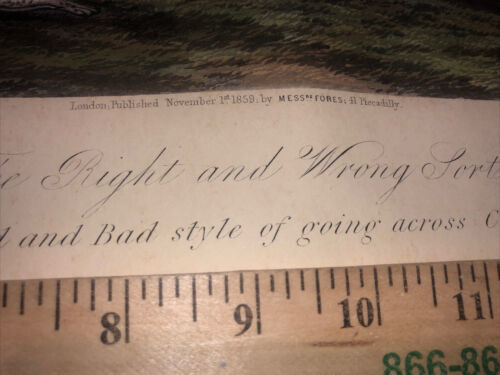 London; Published November 1st 1859; by MESSRS FORES; 41 Piccadilly.
e Right and Wrong Sort
d and Bad style of going across C
8 9 10 11
866-86